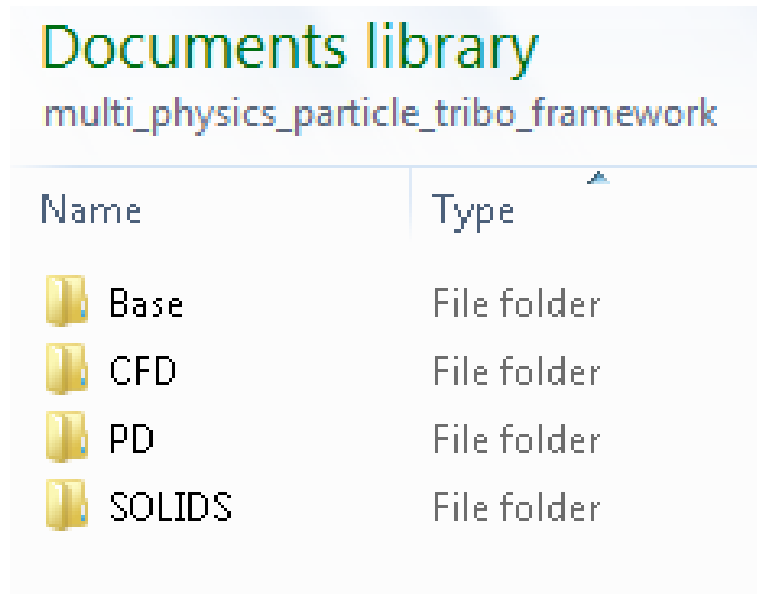 Documents library
multi_physics_particle_tribo_framework
Name Type
Base File folder
CFD File folder
PD File folder
SOLIDS File folder